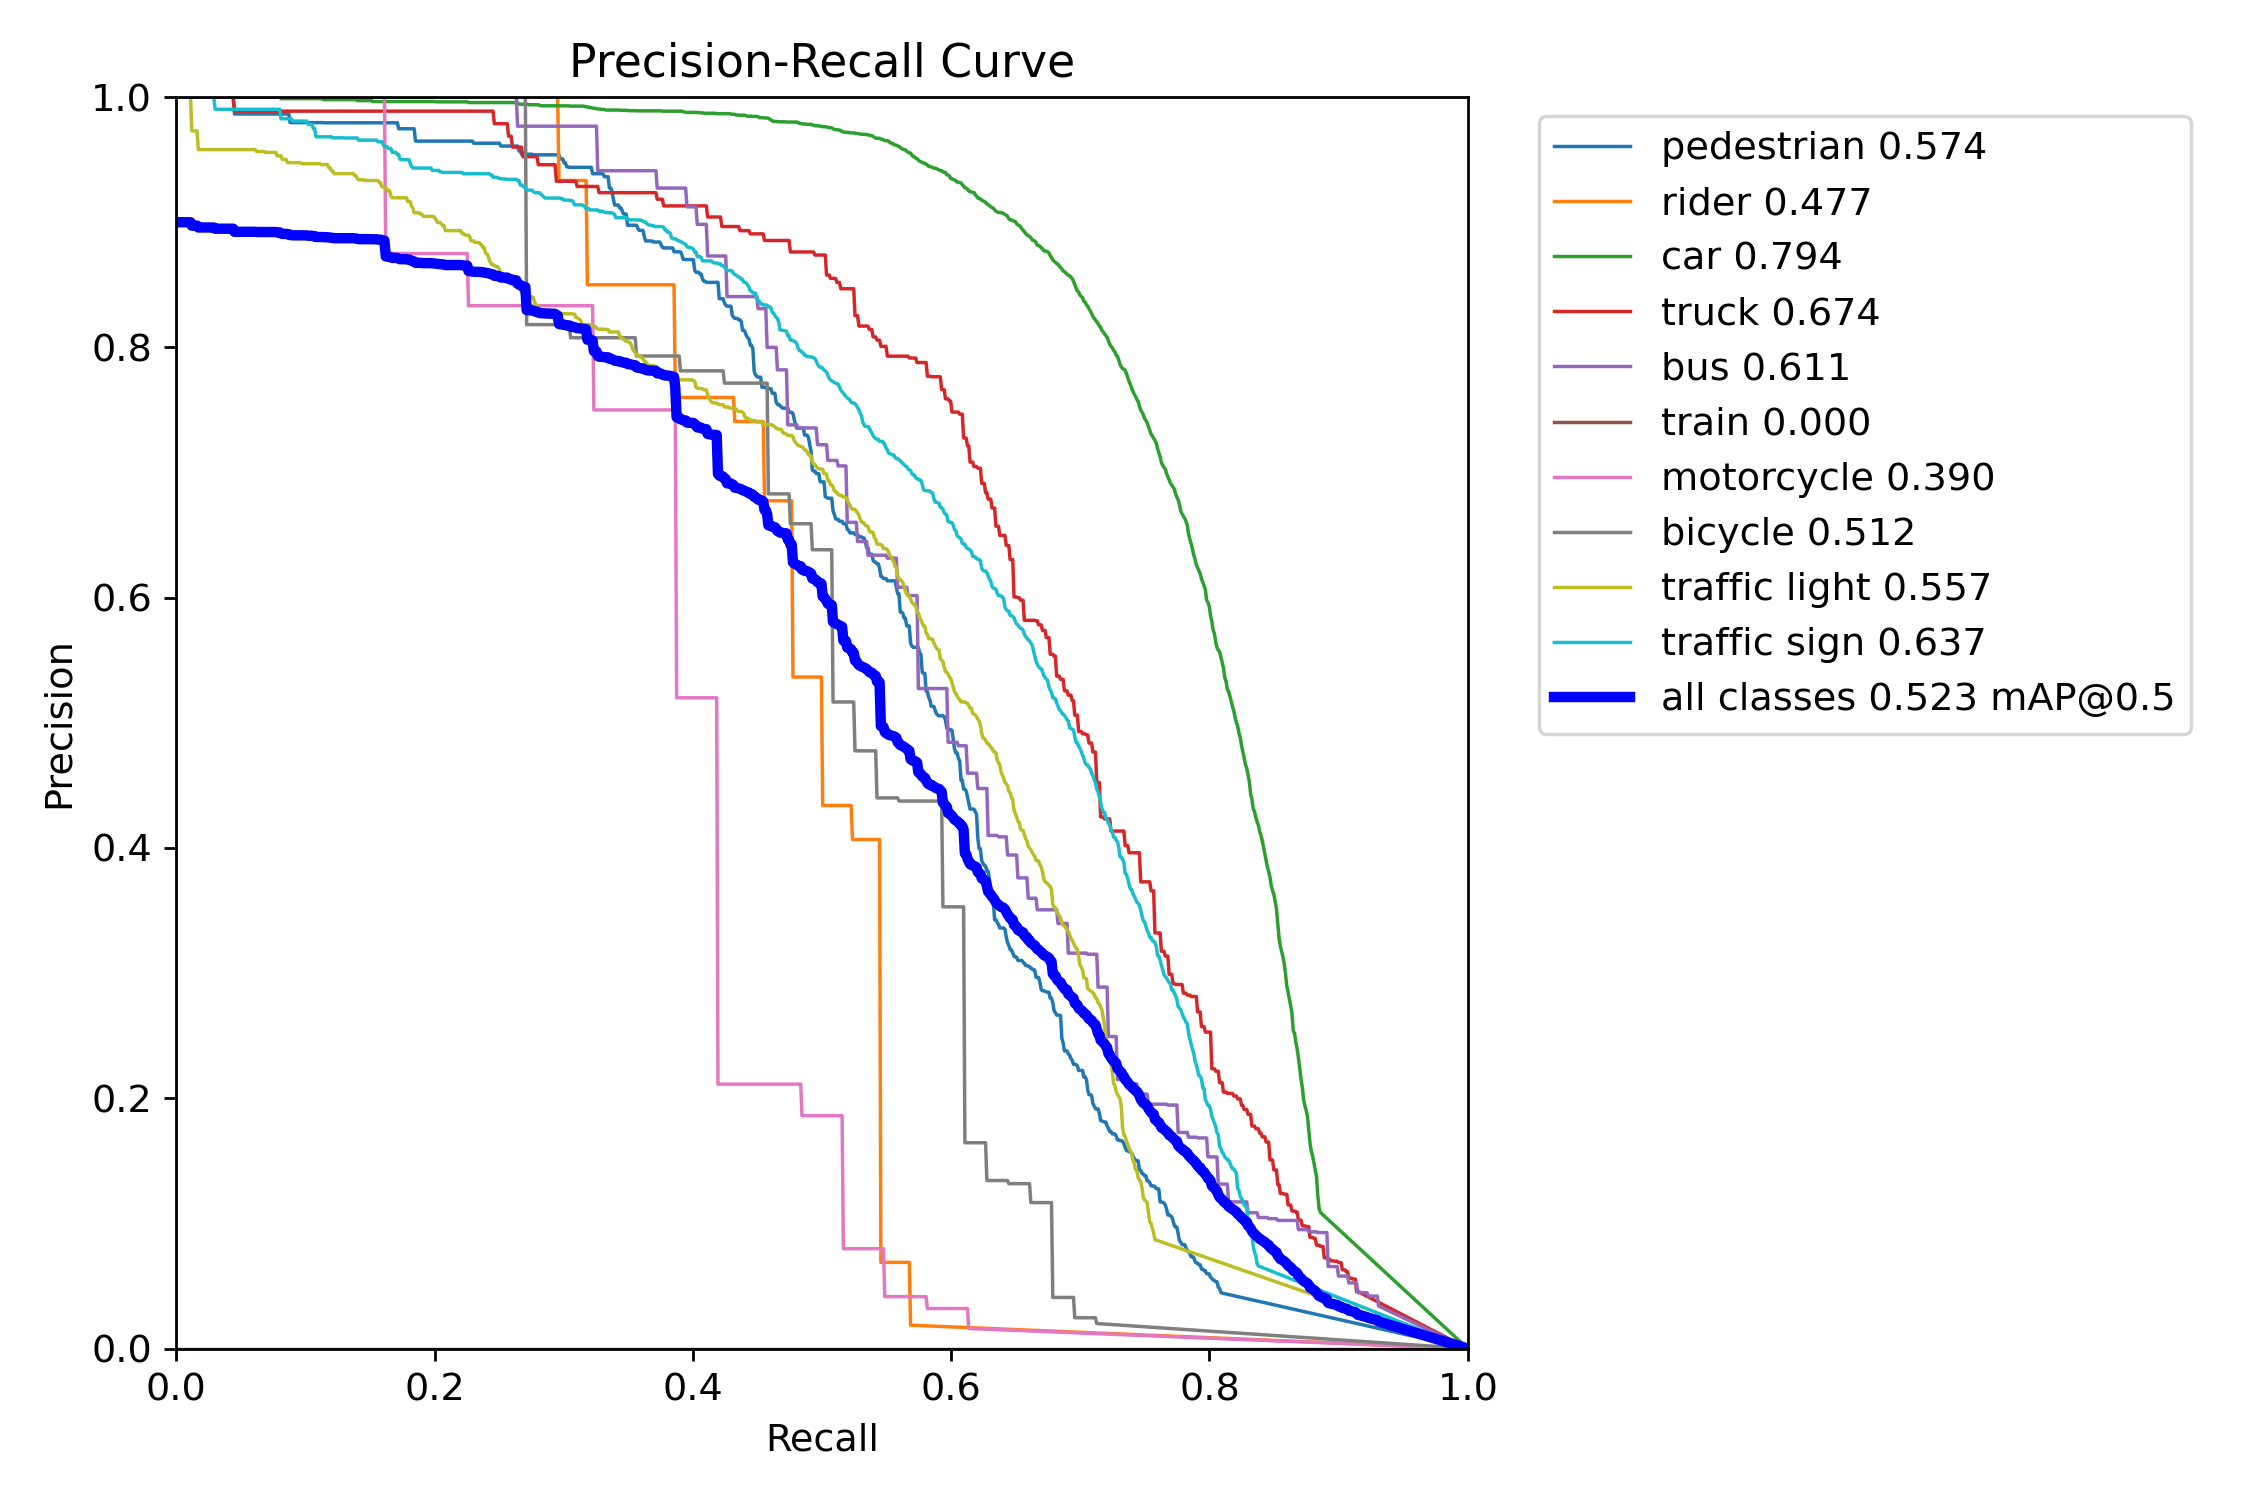 Precision-Recall Curve
1.0
0.8
0.6
0.4
0.2
0.0
Precision
0.0 0.2 0.4 0.6 0.8 1.0
Recall
pedestrian 0.574
rider 0.477
car 0.794
truck 0.674
bus 0.611
train 0.000
motorcycle 0.390
bicycle 0.512
traffic light 0.557
traffic sign 0.637
all classes 0.523 mAP@0.5